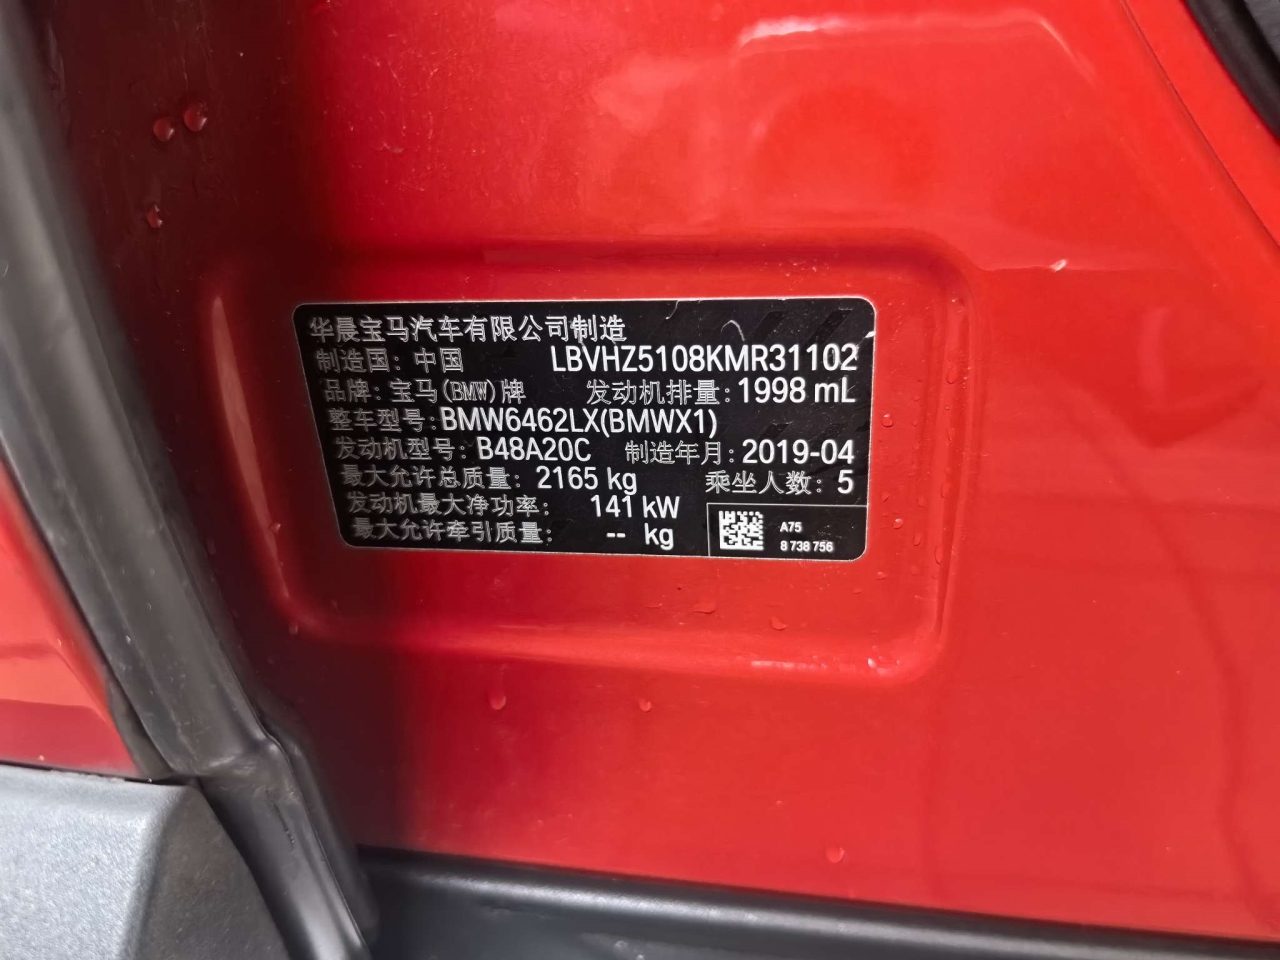 华晨宝马汽车有限公司制造
制造国：中国 LBVHZ5108KMR31102
品牌：宝马(BMW)牌 发动机排量：1998 mL
整车型号：BMW6462LX(BMWX1)
发动机型号：B48A20C 制造年月：2019-04
最大允许总质量：2165 kg 乘坐人数：5
发动机最大净功率：141 kW
最大允许牵引质量：-- kg
A75
8 738 756